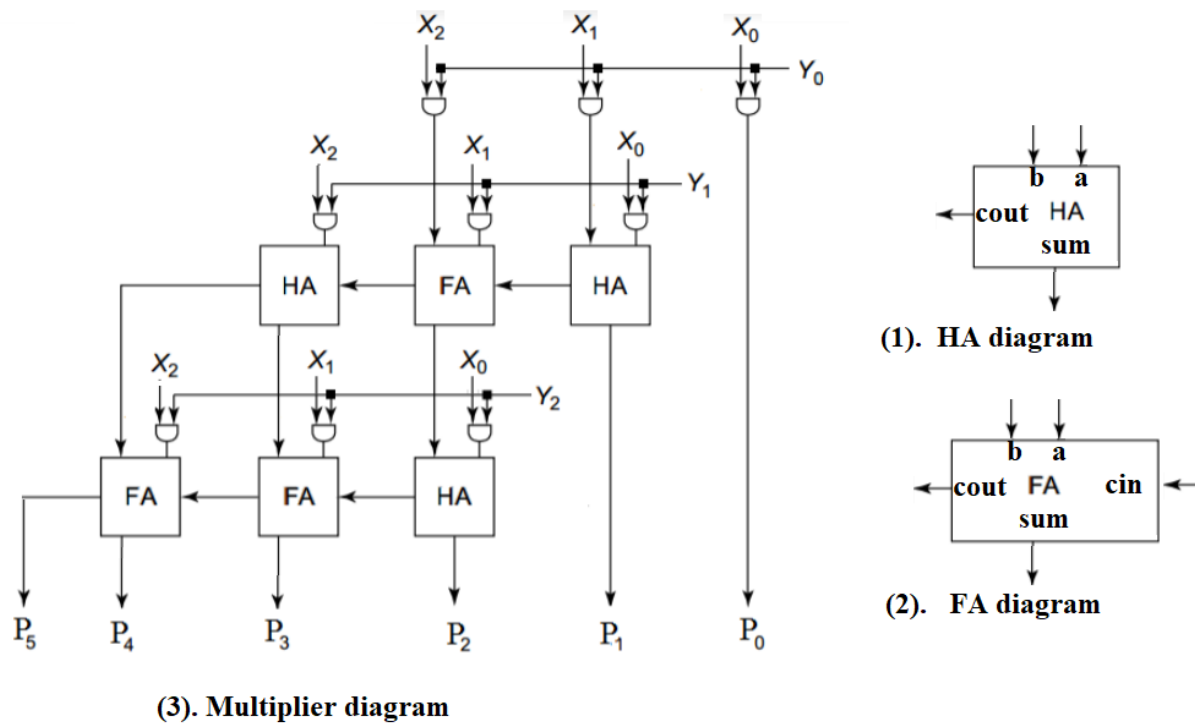 X₂ X₁ X₀
Y₀
X₂ X₁ X₀
Y₁
HA FA HA
X₂ X₁ X₀
Y₂
FA FA HA
P₅ P₄ P₃ P₂ P₁ P₀
(3). Multiplier diagram
b a
cout HA
sum
(1). HA diagram
b a
cout FA cin
sum
(2). FA diagram